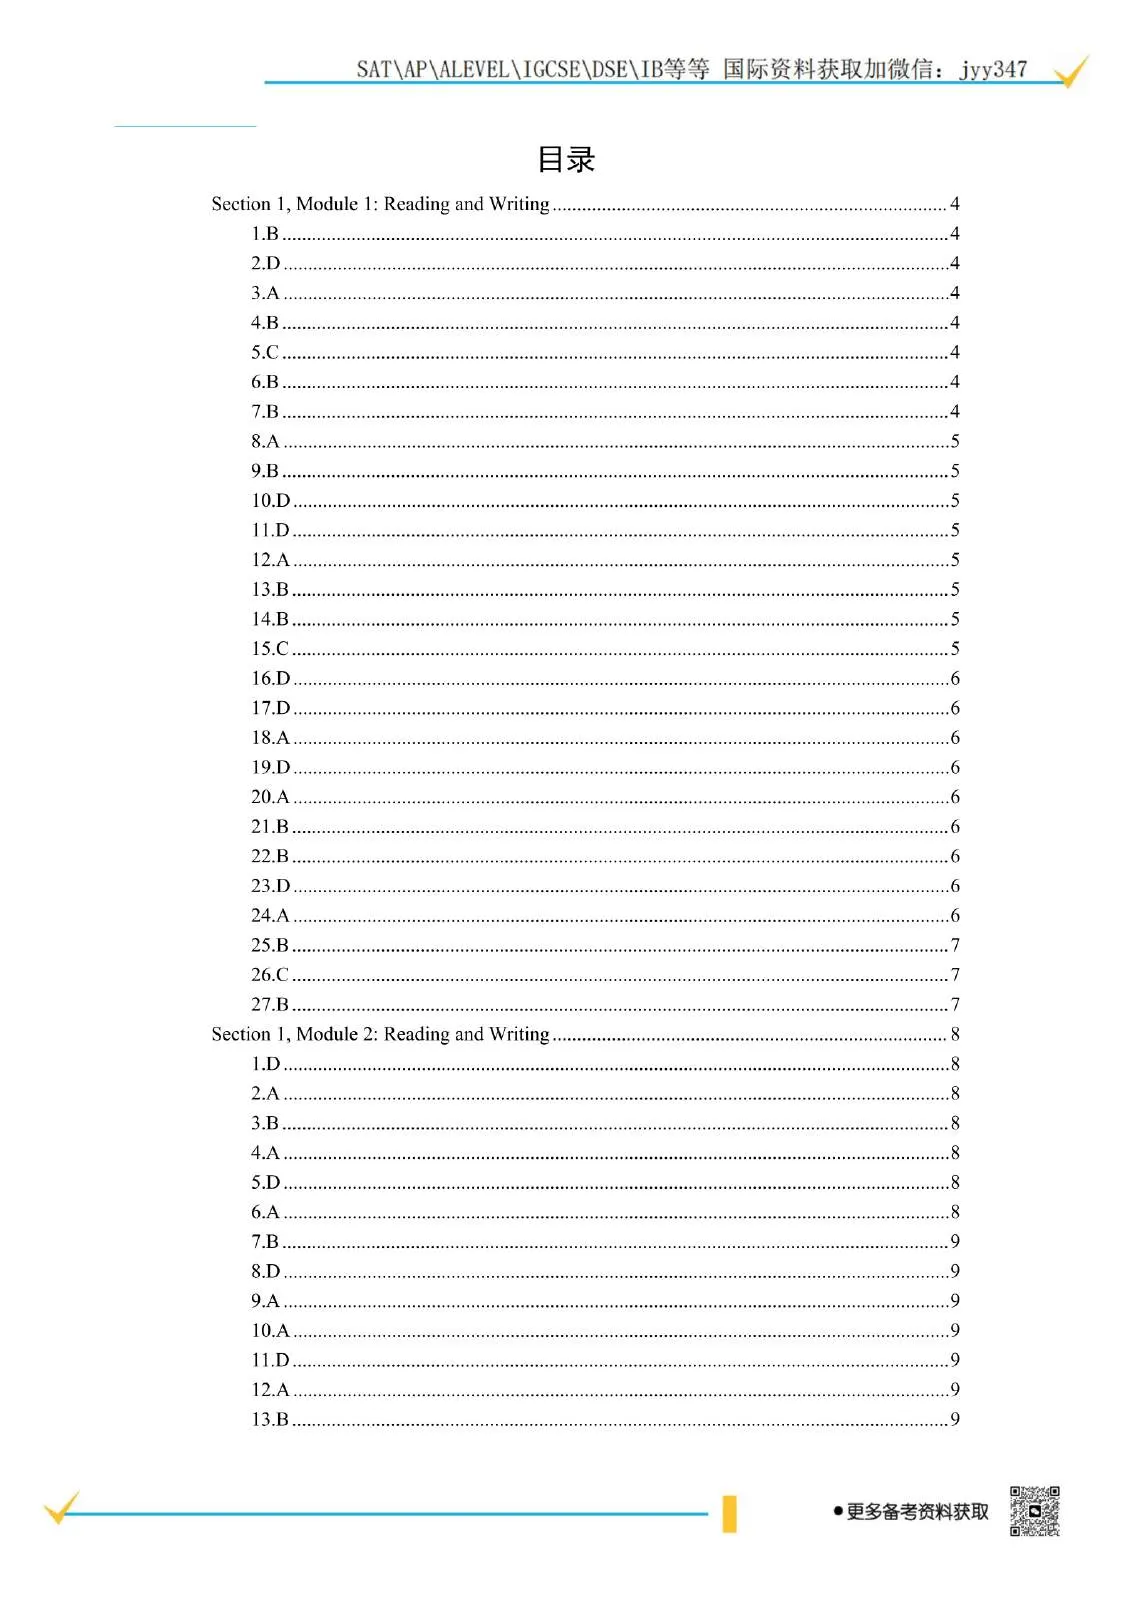 SAT\AP\ALEVEL\IGCSE\DSE\IB等等 国际资料获取加微信：jyy347
目录
Section 1, Module 1: Reading and Writing 4
1.B 4
2.D 4
3.A 4
4.B 4
5.C 4
6.B 4
7.B 4
8.A 5
9.B 5
10.D 5
11.D 5
12.A 5
13.B 5
14.B 5
15.C 5
16.D 6
17.D 6
18.A 6
19.D 6
20.A 6
21.B 6
22.B 6
23.D 6
24.A 6
25.B 7
26.C 7
27.B 7
Section 1, Module 2: Reading and Writing 8
1.D 8
2.A 8
3.B 8
4.A 8
5.D 8
6.A 8
7.B 9
8.D 9
9.A 9
10.A 9
11.D 9
12.A 9
13.B 9
●更多备考资料获取